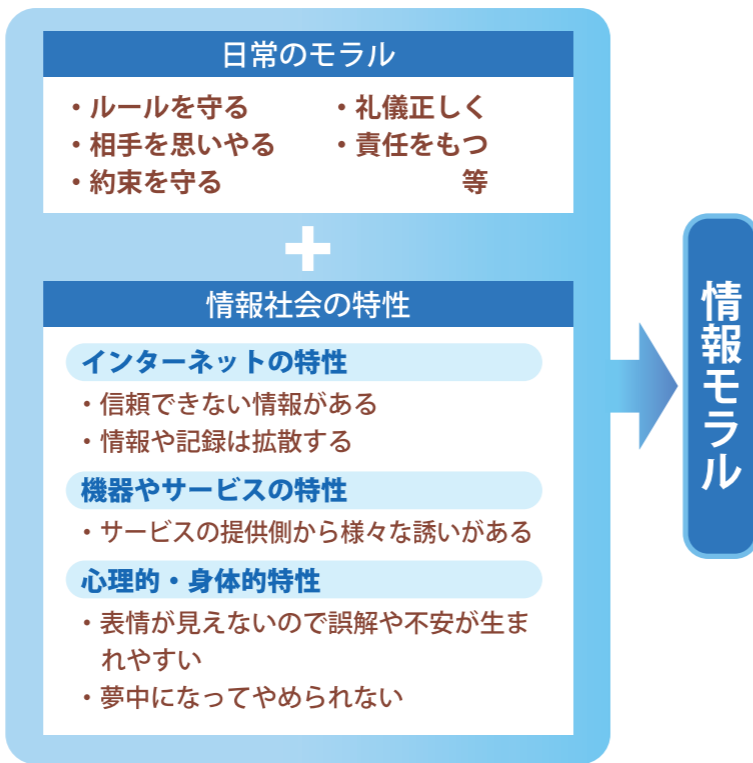 日常のモラル
・ルールを守る
・相手を思いやる
・約束を守る
・礼儀正しく
・責任をもつ
等
+
情報社会の特性
インターネットの特性
・信頼できない情報がある
・情報や記録は拡散する
機器やサービスの特性
・サービスの提供側から様々な誘いがある
心理的・身体的特性
・表情が見えないので誤解や不安が生ま
れやすい
・夢中になってやめられない
情報モラル